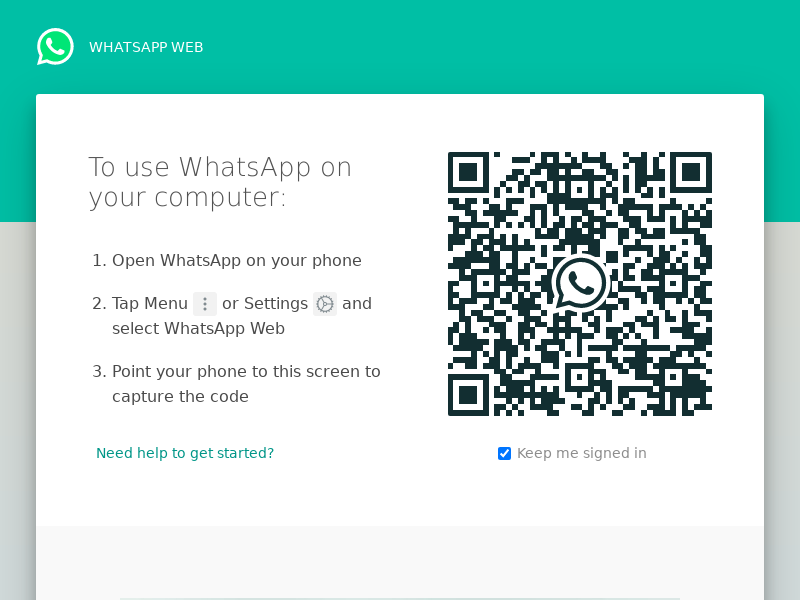 WHATSAPP WEB
To use WhatsApp on
your computer:
1. Open WhatsApp on your phone
2. Tap Menu or Settings and
select WhatsApp Web
3. Point your phone to this screen to
capture the code
Need help to get started?
Keep me signed in